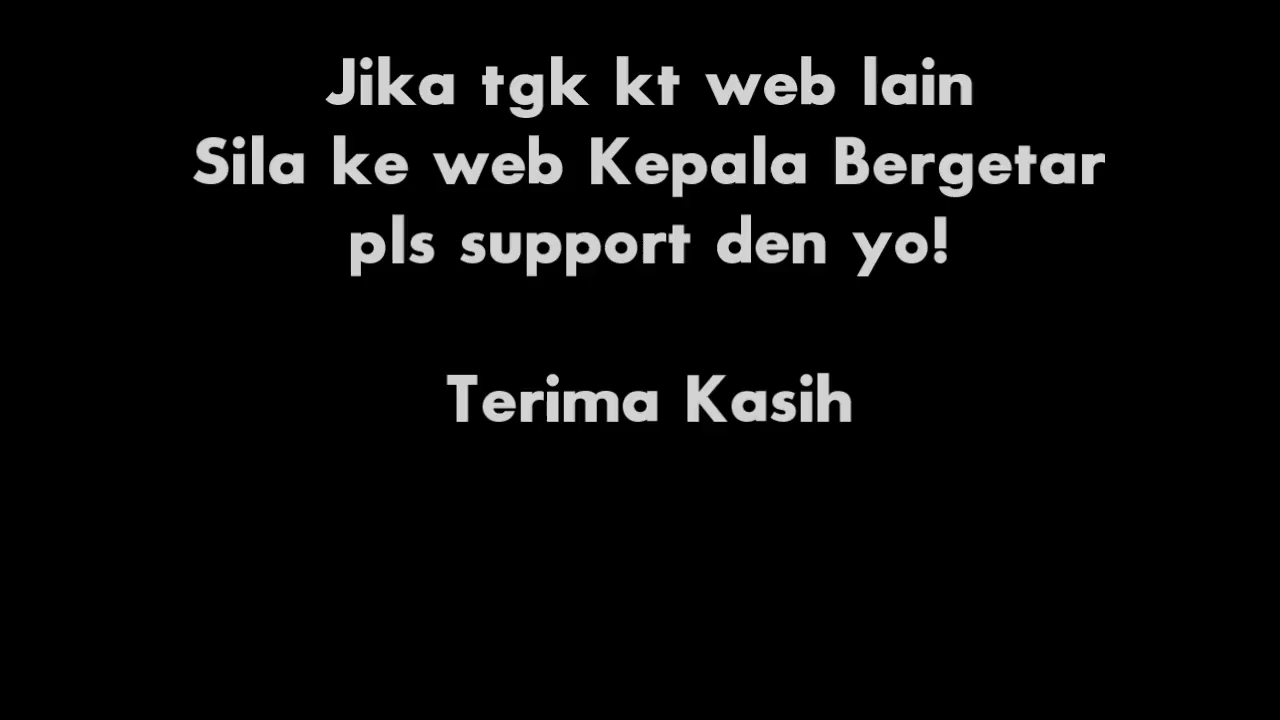 Jika tgk kt web lain
Sila ke web Kepala Bergetar
pls support den yo!
Terima Kasih